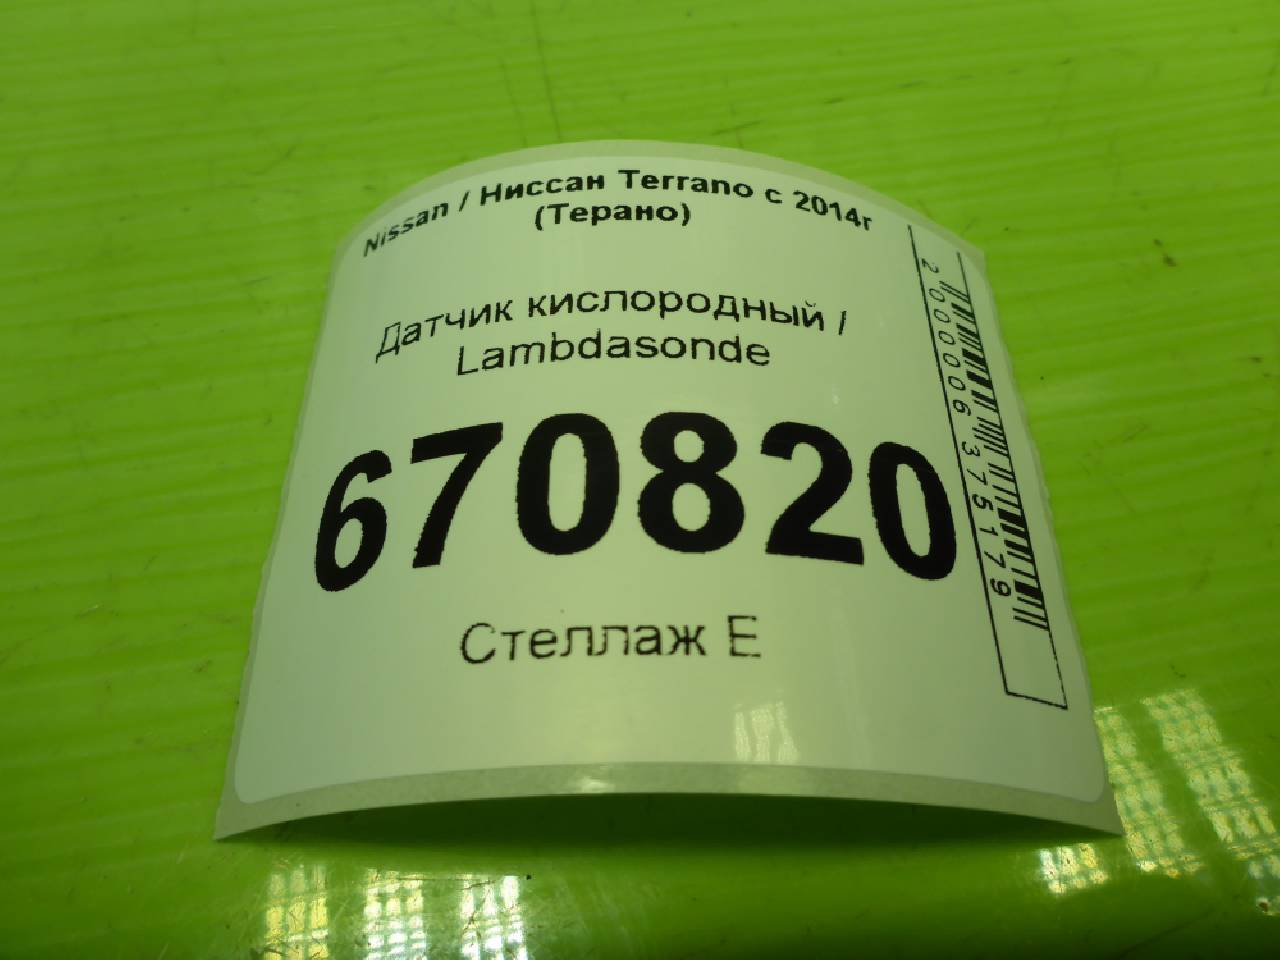 Nissan / Ниссан Terrano с 2014г
(Терано)
Датчик кислородный /
Lambdasonde
670820
Стеллаж Е
2000006375179